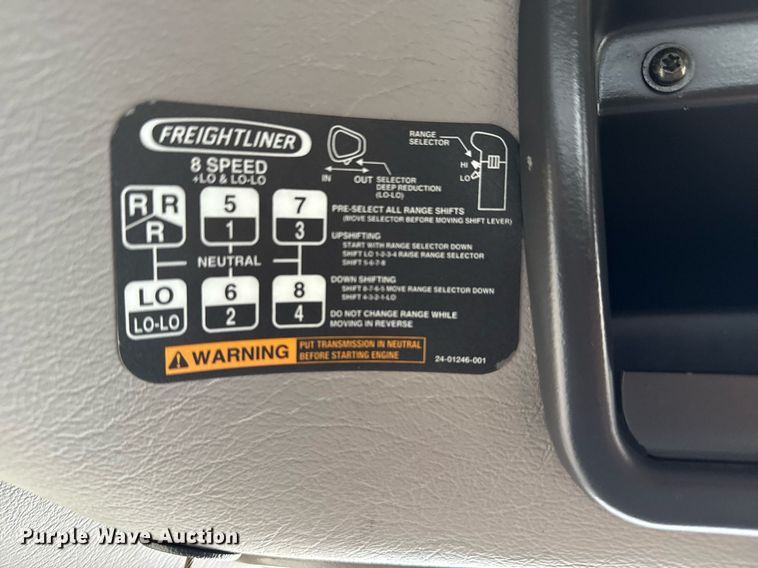 FREIGHTLINER
8 SPEED
+LO & LO-LO
IN OUT SELECTOR
DEEP REDUCTION
(LO-LO)
RANGE
SELECTOR
HI
LO
R R
R
5
1
7
3
NEUTRAL
LO
LO-LO
6
2
8
4
PRE-SELECT ALL RANGE SHIFTS
(MOVE SELECTOR BEFORE MOVING SHIFT LEVER)
UPSHIFTING
START WITH RANGE SELECTOR DOWN
SHIFT LO 1-2-3-4 RAISE RANGE SELECTOR
SHIFT 5-6-7-8
DOWN SHIFTING
SHIFT 8-7-6-5 MOVE RANGE SELECTOR DOWN
SHIFT 4-3-2-1-LO
DO NOT CHANGE RANGE WHILE
MOVING IN REVERSE
WARNING
PUT TRANSMISSION IN NEUTRAL
BEFORE STARTING ENGINE
24-01246-001
Purple Wave Auction